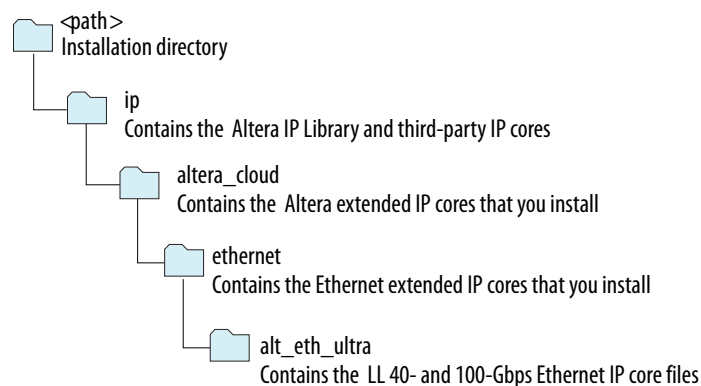 <path>
Installation directory
ip
Contains the Altera IP Library and third-party IP cores
altera_cloud
Contains the Altera extended IP cores that you install
ethernet
Contains the Ethernet extended IP cores that you install
alt_eth_ultra
Contains the LL 40- and 100-Gbps Ethernet IP core files